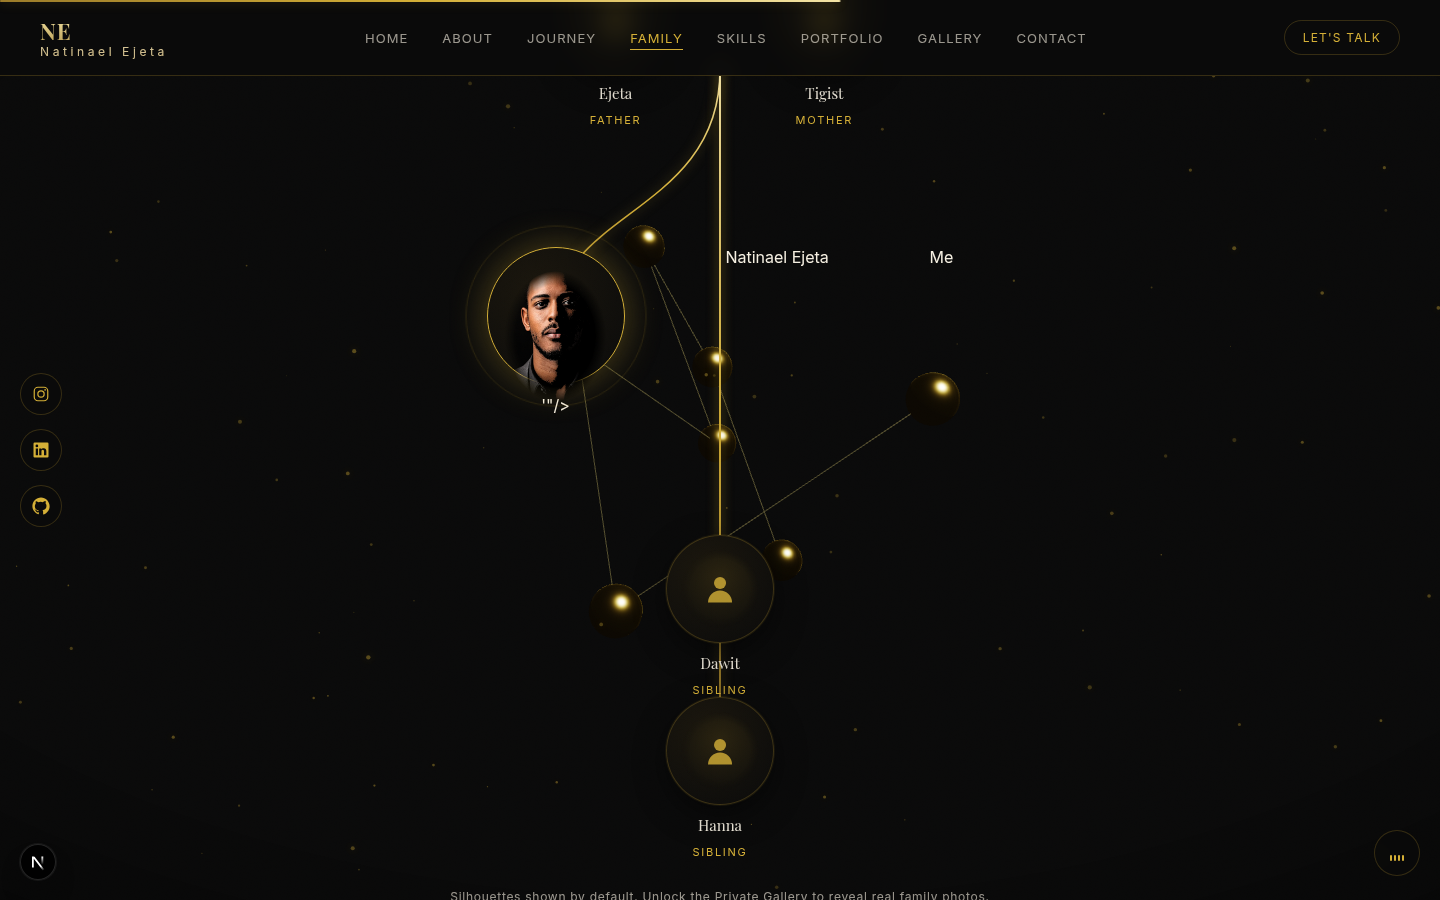 NE
Natinael Ejeta
HOME ABOUT JOURNEY FAMILY SKILLS PORTFOLIO GALLERY CONTACT
LET'S TALK
Ejeta Tigist
FATHER MOTHER
Natinael Ejeta Me
'"/>
Dawit
SIBLING
Hanna
SIBLING
N
Silhouettes shown by default. Unlock the Private Gallery to reveal real family photos.